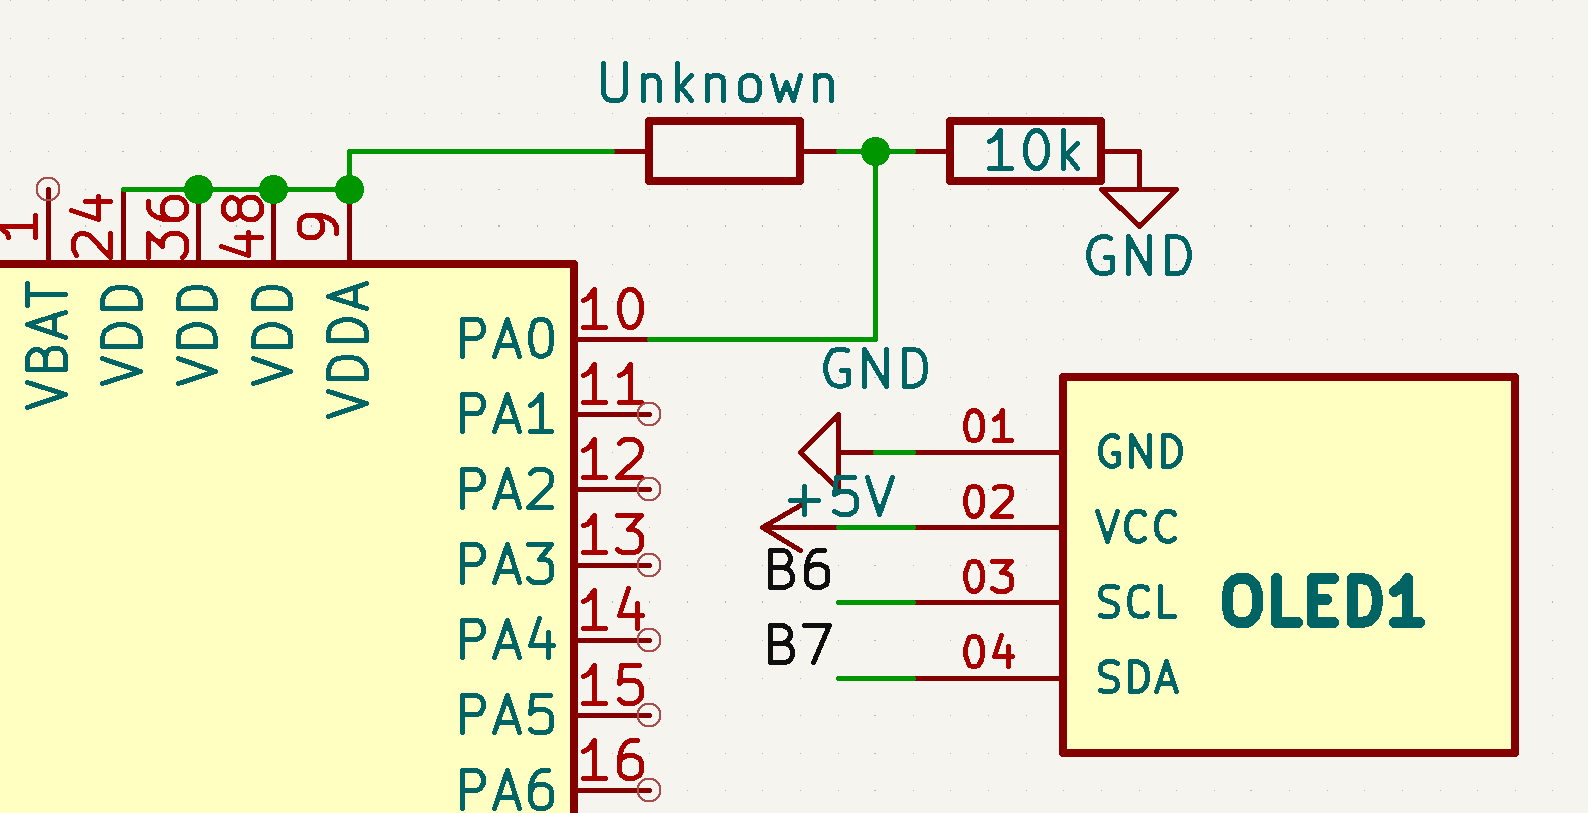 Unknown
10k
GND
1
24
36
48
9
VBAT
VDD
VDD
VDD
VDDA
10
PA0
11
PA1
12
PA2
13
PA3
14
PA4
15
PA5
16
PA6
GND
+5V
B6
B7
01
GND
02
VCC
03
SCL
04
SDA
OLED1